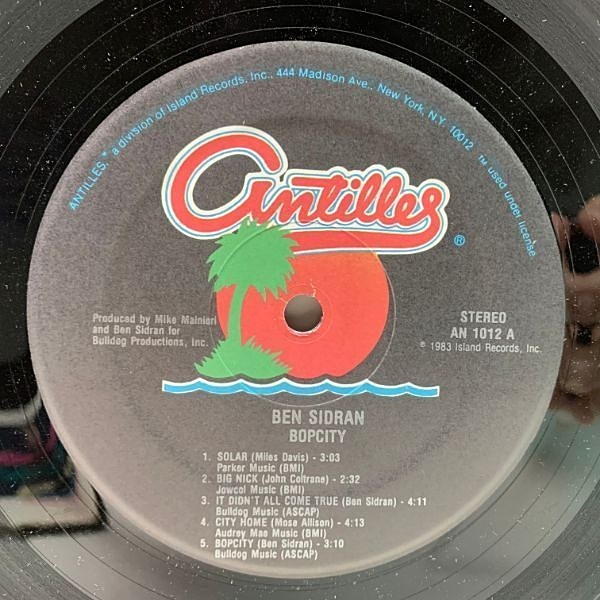 ANTILLES,® a division of Island Records, Inc., 444 Madison Ave., New York, N.Y. 10012 TM used under license
Antilles®
Produced by Mike Mainieri
and Ben Sidran for
Bulldog Productions, Inc.
STEREO
AN 1012 A
℗ 1983 Island Records, Inc.
BEN SIDRAN
BOPCITY
1. SOLAR (Miles Davis) - 3:03
Parker Music (BMI)
2. BIG NICK (John Coltrane) - 2:32
Jowcol Music (BMI)
3. IT DIDN'T ALL COME TRUE (Ben Sidran) - 4:11
Bulldog Music (ASCAP)
4. CITY HOME (Mose Allison) - 4:13
Audrey Mae Music (BMI)
5. BOPCITY (Ben Sidran) - 3:10
Bulldog Music (ASCAP)